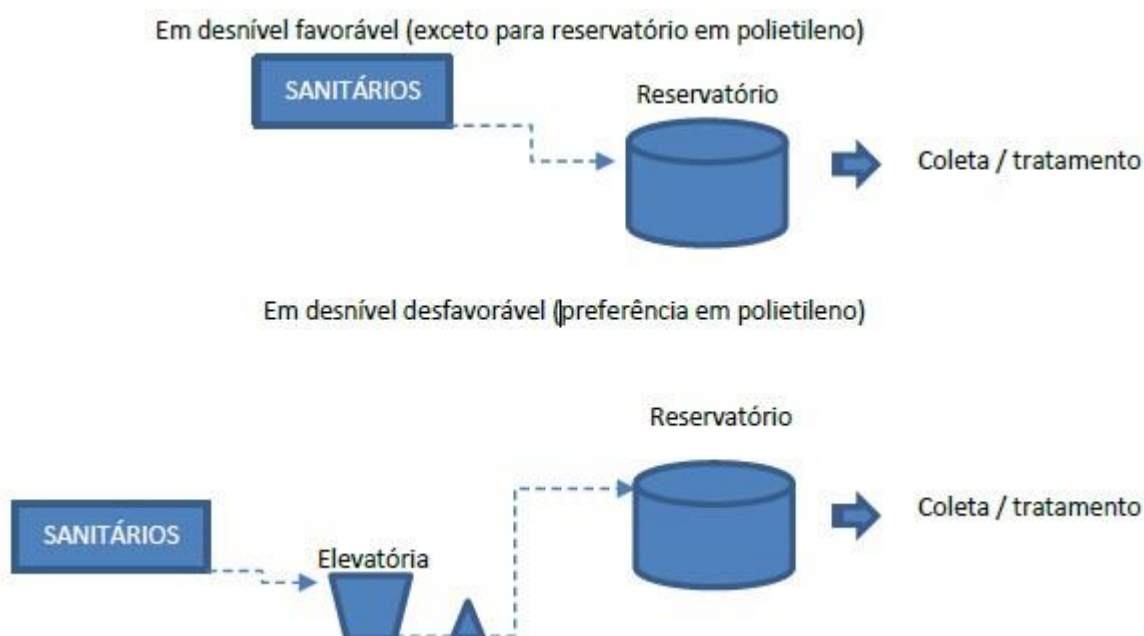 Em desnível favorável (exceto para reservatório em polietileno)
SANITÁRIOS
Reservatório
Coleta / tratamento
Em desnível desfavorável (preferência em polietileno)
Reservatório
Coleta / tratamento
SANITÁRIOS
Elevatória